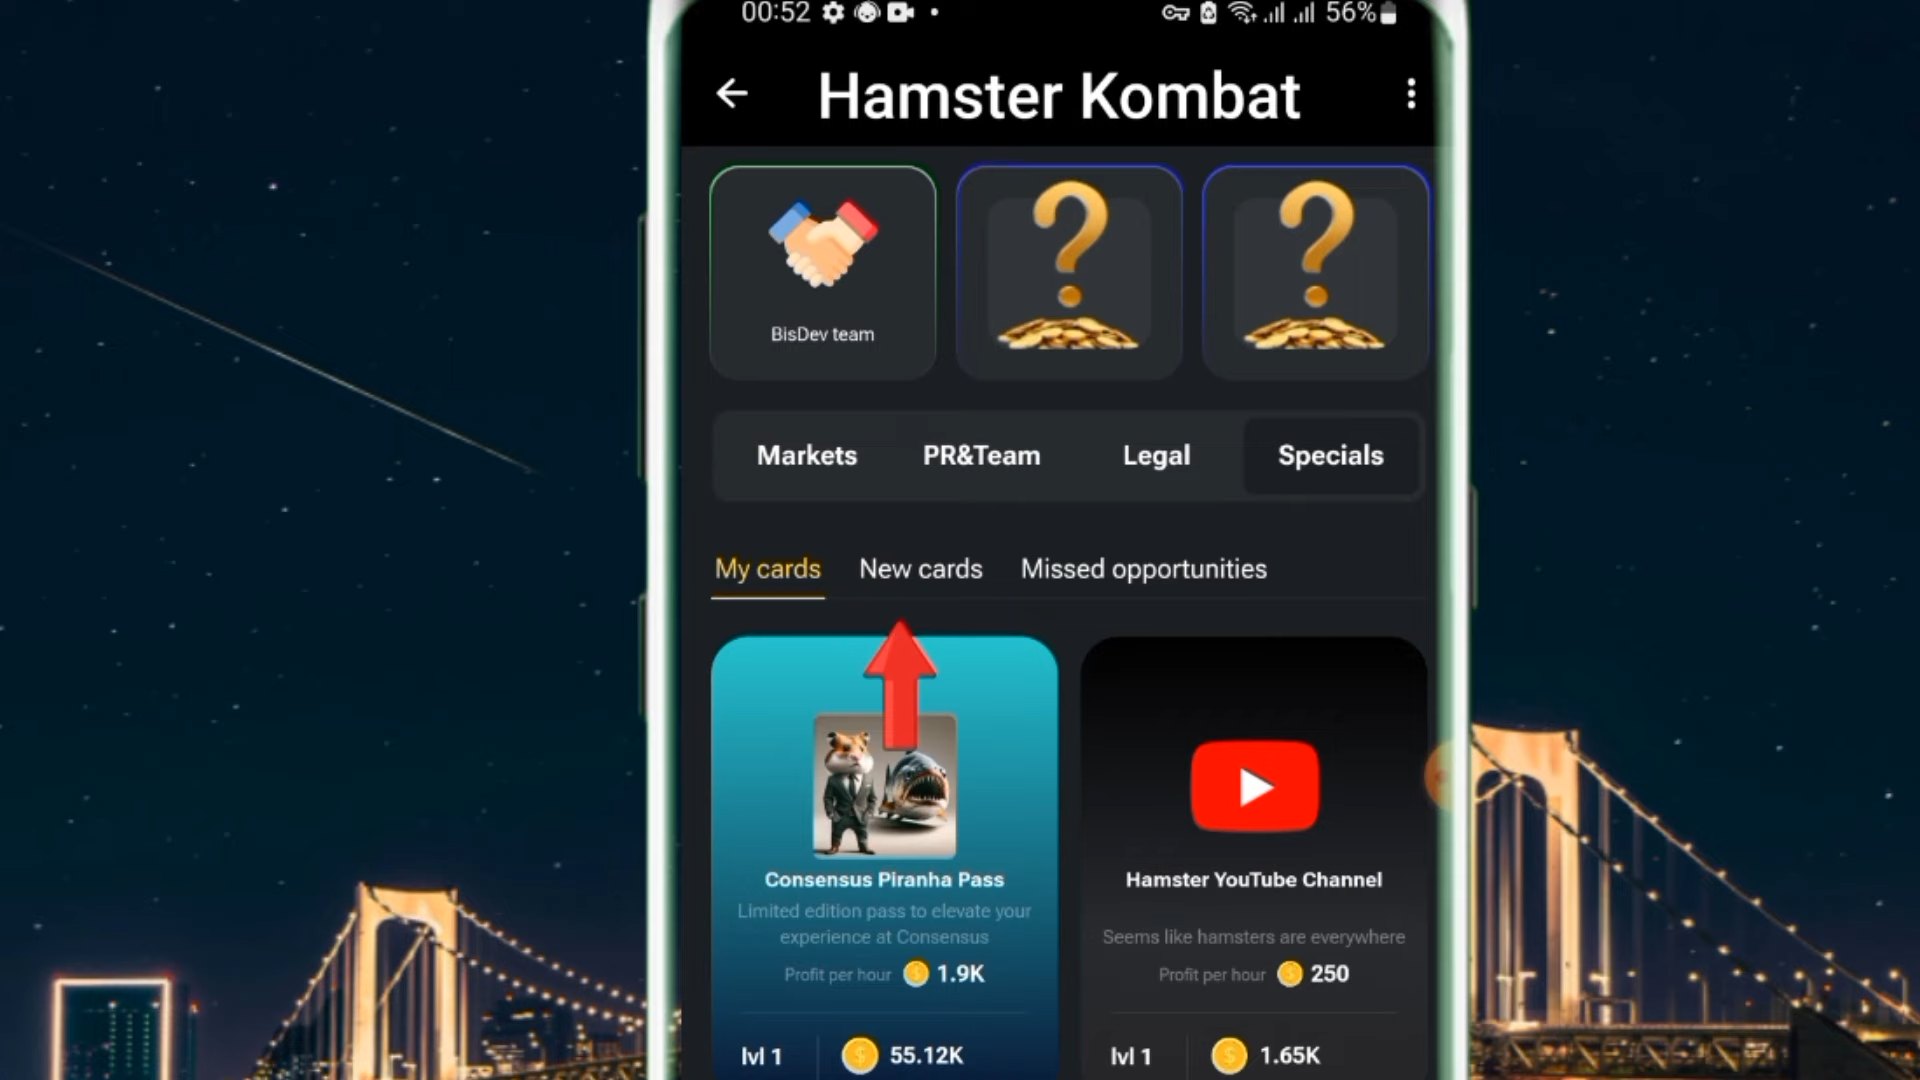 00:52
56%
Hamster Kombat
BisDev team
Markets PR&Team Legal Specials
My cards New cards Missed opportunities
Consensus Piranha Pass
Limited edition pass to elevate your
experience at Consensus
Profit per hour 1.9K
lvl 1 55.12K
Hamster YouTube Channel
Seems like hamsters are everywhere
Profit per hour 250
lvl 1 1.65K